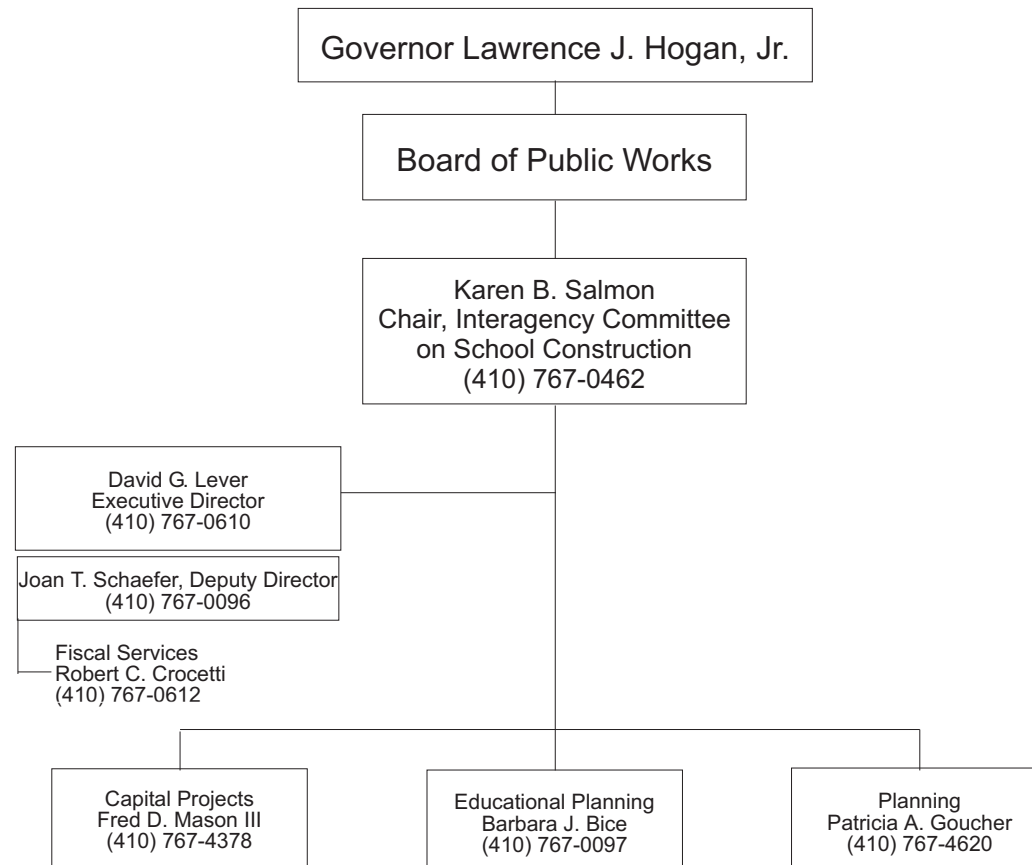 Governor Lawrence J. Hogan, Jr.
Board of Public Works
Karen B. Salmon
Chair, Interagency Committee
on School Construction
(410) 767-0462
David G. Lever
Executive Director
(410) 767-0610
Joan T. Schaefer, Deputy Director
(410) 767-0096
Fiscal Services
Robert C. Crocetti
(410) 767-0612
Capital Projects
Fred D. Mason III
(410) 767-4378
Educational Planning
Barbara J. Bice
(410) 767-0097
Planning
Patricia A. Goucher
(410) 767-4620